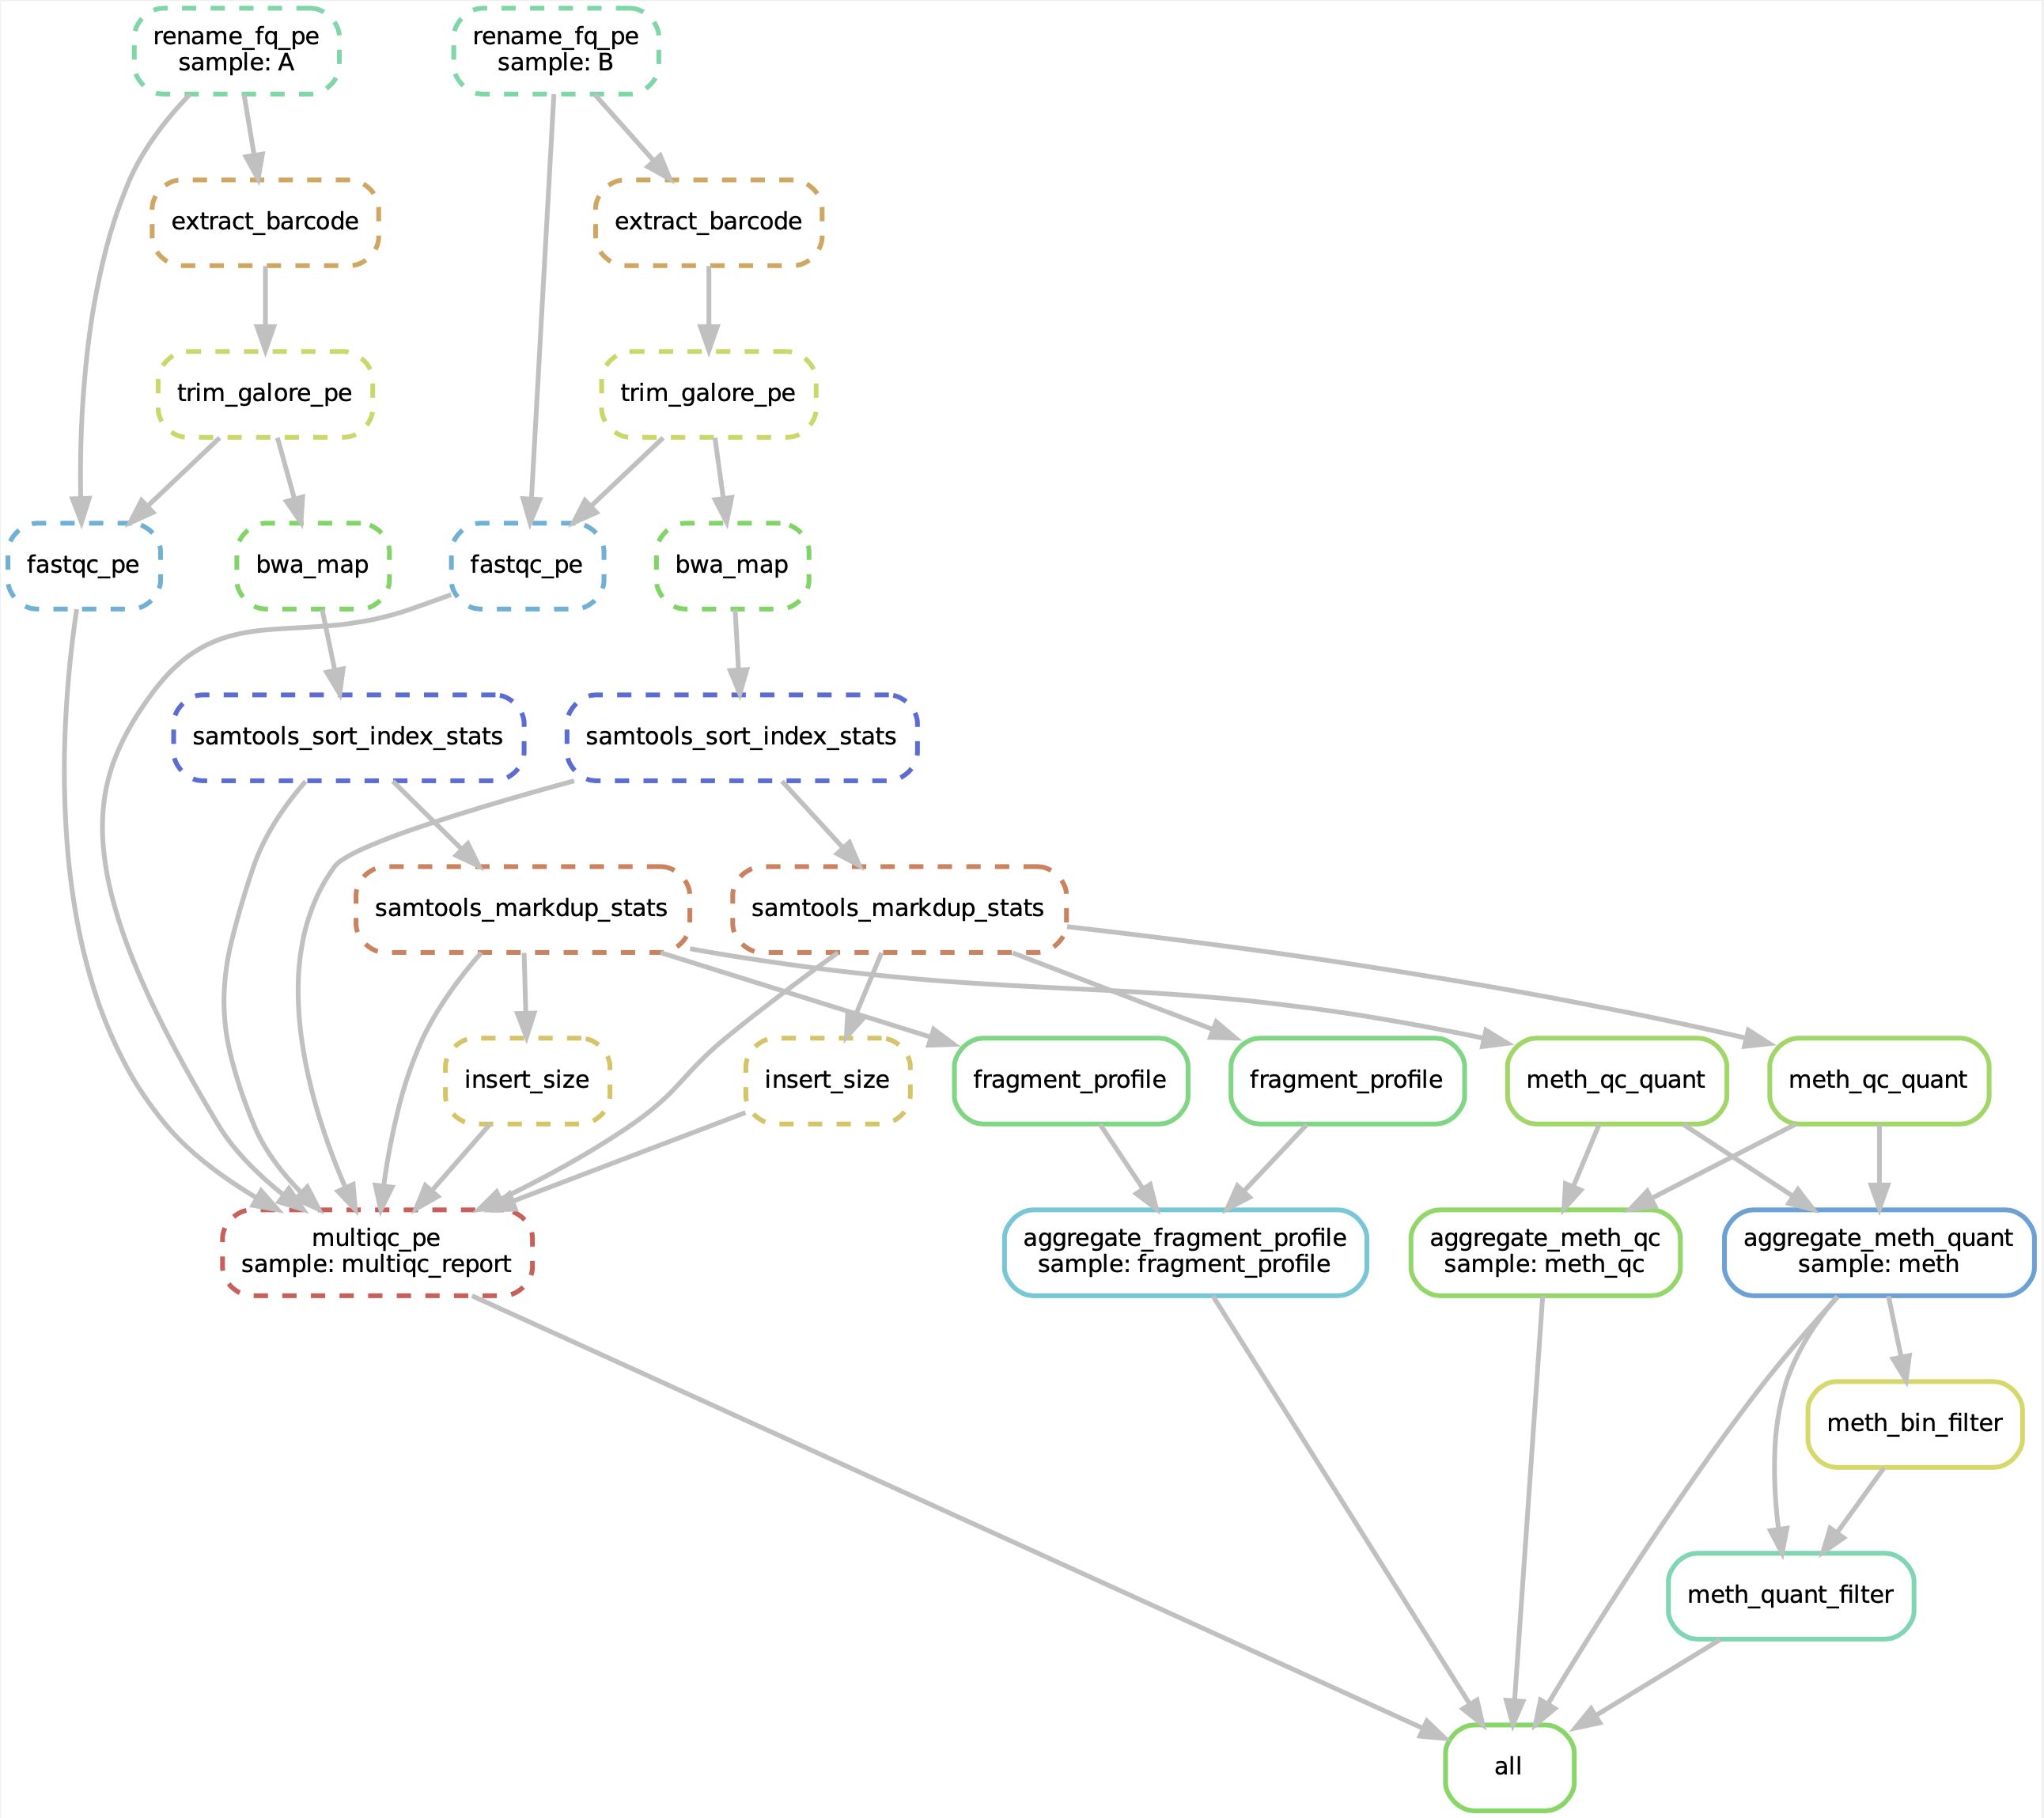 rename_fq_pe
sample: A
rename_fq_pe
sample: B
extract_barcode
extract_barcode
trim_galore_pe
trim_galore_pe
fastqc_pe
bwa_map
fastqc_pe
bwa_map
samtools_sort_index_stats
samtools_sort_index_stats
samtools_markdup_stats
samtools_markdup_stats
insert_size
insert_size
fragment_profile
fragment_profile
meth_qc_quant
meth_qc_quant
multiqc_pe
sample: multiqc_report
aggregate_fragment_profile
sample: fragment_profile
aggregate_meth_qc
sample: meth_qc
aggregate_meth_quant
sample: meth
meth_bin_filter
meth_quant_filter
all